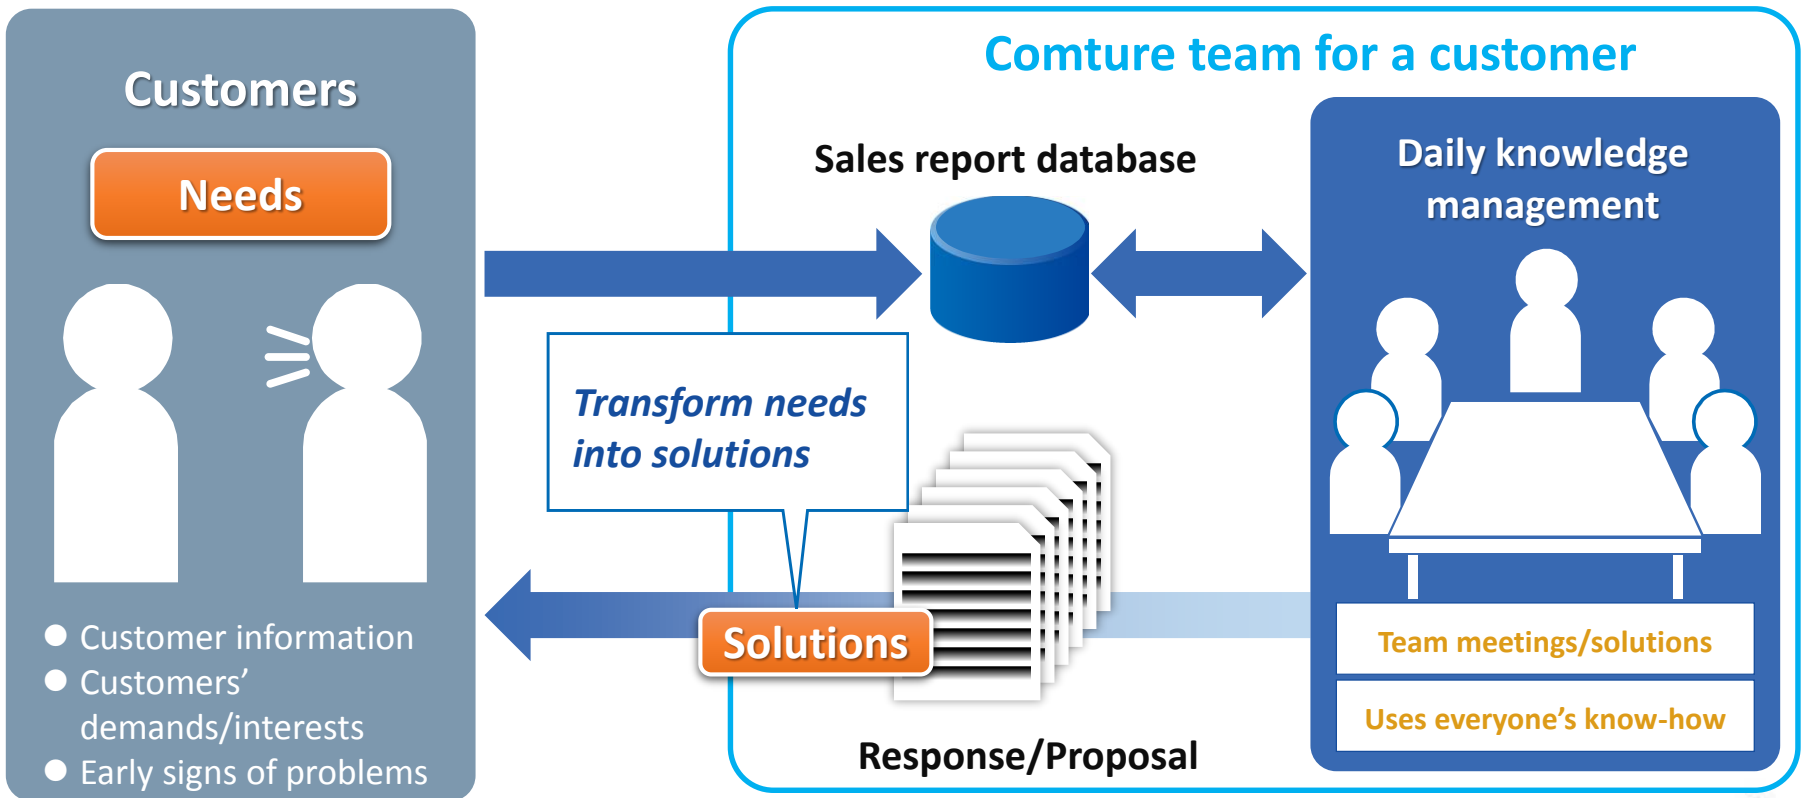 Customers
Needs
● Customer information
● Customers’
demands/interests
● Early signs of problems
Comture team for a customer
Sales report database
Transform needs
into solutions
Solutions
Response/Proposal
Daily knowledge
management
Team meetings/solutions
Uses everyone’s know-how